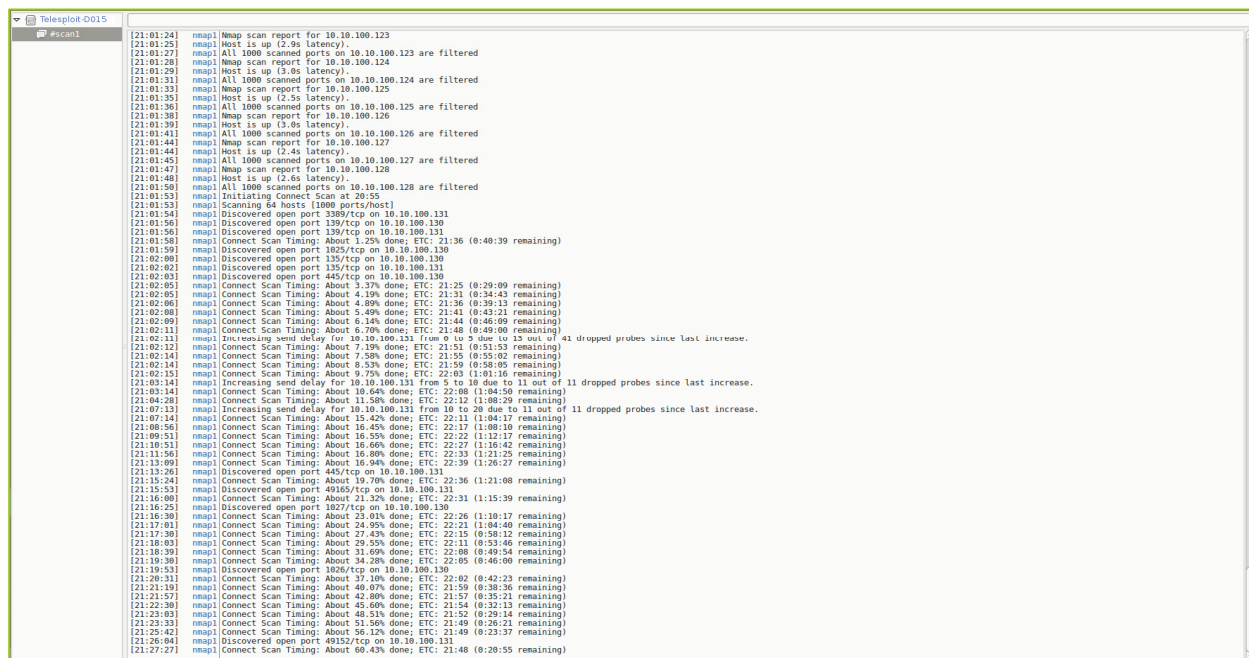 Telesploit-D015
#scan1
[21:01:24] nmap1 Nmap scan report for 10.10.100.123
[21:01:25] nmap1 Host is up (2.9s latency).
[21:01:27] nmap1 All 1000 scanned ports on 10.10.100.123 are filtered
[21:01:28] nmap1 Nmap scan report for 10.10.100.124
[21:01:29] nmap1 Host is up (3.0s latency).
[21:01:31] nmap1 All 1000 scanned ports on 10.10.100.124 are filtered
[21:01:33] nmap1 Nmap scan report for 10.10.100.125
[21:01:35] nmap1 Host is up (2.5s latency).
[21:01:36] nmap1 All 1000 scanned ports on 10.10.100.125 are filtered
[21:01:38] nmap1 Nmap scan report for 10.10.100.126
[21:01:39] nmap1 Host is up (3.0s latency).
[21:01:41] nmap1 All 1000 scanned ports on 10.10.100.126 are filtered
[21:01:44] nmap1 Nmap scan report for 10.10.100.127
[21:01:44] nmap1 Host is up (2.4s latency).
[21:01:45] nmap1 All 1000 scanned ports on 10.10.100.127 are filtered
[21:01:47] nmap1 Nmap scan report for 10.10.100.128
[21:01:48] nmap1 Host is up (2.6s latency).
[21:01:50] nmap1 All 1000 scanned ports on 10.10.100.128 are filtered
[21:01:53] nmap1 Initiating Connect Scan at 20:55
[21:01:53] nmap1 Scanning 64 hosts [1000 ports/host]
[21:01:54] nmap1 Discovered open port 3389/tcp on 10.10.100.131
[21:01:56] nmap1 Discovered open port 139/tcp on 10.10.100.130
[21:01:56] nmap1 Discovered open port 139/tcp on 10.10.100.131
[21:01:58] nmap1 Connect Scan Timing: About 1.25% done; ETC: 21:36 (0:40:39 remaining)
[21:01:59] nmap1 Discovered open port 1025/tcp on 10.10.100.130
[21:02:00] nmap1 Discovered open port 135/tcp on 10.10.100.130
[21:02:02] nmap1 Discovered open port 135/tcp on 10.10.100.131
[21:02:03] nmap1 Discovered open port 445/tcp on 10.10.100.130
[21:02:05] nmap1 Connect Scan Timing: About 3.37% done; ETC: 21:25 (0:29:09 remaining)
[21:02:05] nmap1 Connect Scan Timing: About 4.19% done; ETC: 21:31 (0:34:43 remaining)
[21:02:06] nmap1 Connect Scan Timing: About 4.89% done; ETC: 21:36 (0:39:13 remaining)
[21:02:08] nmap1 Connect Scan Timing: About 5.49% done; ETC: 21:41 (0:43:21 remaining)
[21:02:09] nmap1 Connect Scan Timing: About 6.14% done; ETC: 21:44 (0:46:09 remaining)
[21:02:11] nmap1 Connect Scan Timing: About 6.70% done; ETC: 21:48 (0:49:00 remaining)
[21:02:11] nmap1 Increasing send delay for 10.10.100.131 from 0 to 5 due to 13 out of 41 dropped probes since last increase.
[21:02:12] nmap1 Connect Scan Timing: About 7.19% done; ETC: 21:51 (0:51:53 remaining)
[21:02:14] nmap1 Connect Scan Timing: About 7.58% done; ETC: 21:55 (0:55:02 remaining)
[21:02:14] nmap1 Connect Scan Timing: About 8.53% done; ETC: 21:59 (0:58:05 remaining)
[21:02:15] nmap1 Connect Scan Timing: About 9.75% done; ETC: 22:03 (1:01:16 remaining)
[21:03:14] nmap1 Increasing send delay for 10.10.100.131 from 5 to 10 due to 11 out of 11 dropped probes since last increase.
[21:03:14] nmap1 Connect Scan Timing: About 10.64% done; ETC: 22:08 (1:04:50 remaining)
[21:04:28] nmap1 Connect Scan Timing: About 11.58% done; ETC: 22:12 (1:08:29 remaining)
[21:07:13] nmap1 Increasing send delay for 10.10.100.131 from 10 to 20 due to 11 out of 11 dropped probes since last increase.
[21:07:14] nmap1 Connect Scan Timing: About 15.42% done; ETC: 22:11 (1:04:17 remaining)
[21:08:56] nmap1 Connect Scan Timing: About 16.45% done; ETC: 22:17 (1:08:10 remaining)
[21:09:51] nmap1 Connect Scan Timing: About 16.55% done; ETC: 22:22 (1:12:17 remaining)
[21:10:51] nmap1 Connect Scan Timing: About 16.66% done; ETC: 22:27 (1:16:42 remaining)
[21:11:56] nmap1 Connect Scan Timing: About 16.80% done; ETC: 22:33 (1:21:25 remaining)
[21:13:09] nmap1 Connect Scan Timing: About 16.94% done; ETC: 22:39 (1:26:27 remaining)
[21:13:26] nmap1 Discovered open port 445/tcp on 10.10.100.131
[21:15:24] nmap1 Connect Scan Timing: About 19.70% done; ETC: 22:36 (1:21:08 remaining)
[21:15:53] nmap1 Discovered open port 49165/tcp on 10.10.100.131
[21:16:00] nmap1 Connect Scan Timing: About 21.32% done; ETC: 22:31 (1:15:39 remaining)
[21:16:25] nmap1 Discovered open port 1027/tcp on 10.10.100.130
[21:16:30] nmap1 Connect Scan Timing: About 23.01% done; ETC: 22:26 (1:10:17 remaining)
[21:17:01] nmap1 Connect Scan Timing: About 24.95% done; ETC: 22:21 (1:04:40 remaining)
[21:17:30] nmap1 Connect Scan Timing: About 27.43% done; ETC: 22:15 (0:58:12 remaining)
[21:18:03] nmap1 Connect Scan Timing: About 29.55% done; ETC: 22:11 (0:53:46 remaining)
[21:18:39] nmap1 Connect Scan Timing: About 31.69% done; ETC: 22:08 (0:49:54 remaining)
[21:19:30] nmap1 Connect Scan Timing: About 34.28% done; ETC: 22:05 (0:46:00 remaining)
[21:19:53] nmap1 Discovered open port 1026/tcp on 10.10.100.130
[21:20:31] nmap1 Connect Scan Timing: About 37.10% done; ETC: 22:02 (0:42:23 remaining)
[21:21:19] nmap1 Connect Scan Timing: About 40.07% done; ETC: 21:59 (0:38:36 remaining)
[21:21:57] nmap1 Connect Scan Timing: About 42.80% done; ETC: 21:57 (0:35:21 remaining)
[21:22:30] nmap1 Connect Scan Timing: About 45.60% done; ETC: 21:54 (0:32:13 remaining)
[21:23:03] nmap1 Connect Scan Timing: About 48.51% done; ETC: 21:52 (0:29:14 remaining)
[21:23:33] nmap1 Connect Scan Timing: About 51.56% done; ETC: 21:49 (0:26:21 remaining)
[21:25:42] nmap1 Connect Scan Timing: About 56.12% done; ETC: 21:49 (0:23:37 remaining)
[21:26:04] nmap1 Discovered open port 49152/tcp on 10.10.100.131
[21:27:27] nmap1 Connect Scan Timing: About 60.43% done; ETC: 21:48 (0:20:55 remaining)